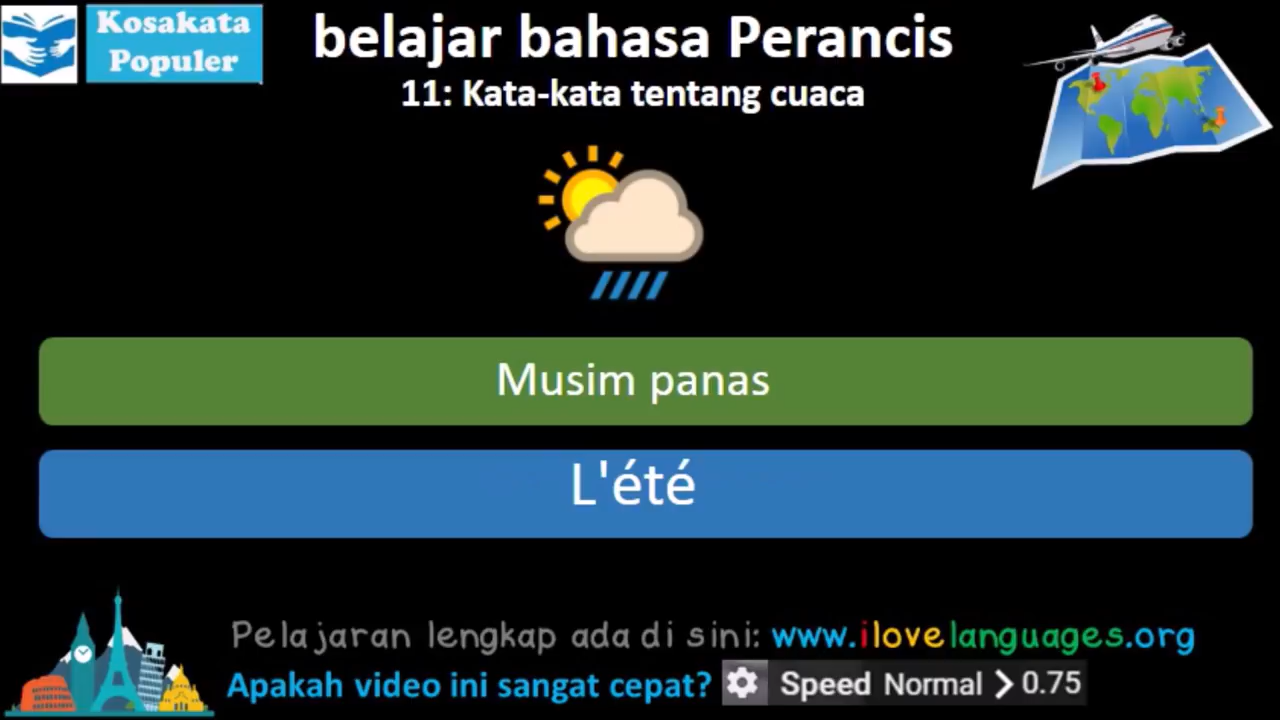 Kosakata
Populer
belajar bahasa Perancis
11: Kata-kata tentang cuaca
Musim panas
L'été
Pelajaran lengkap ada di sini: www.ilovelanguages.org
Apakah video ini sangat cepat? Speed Normal > 0.75